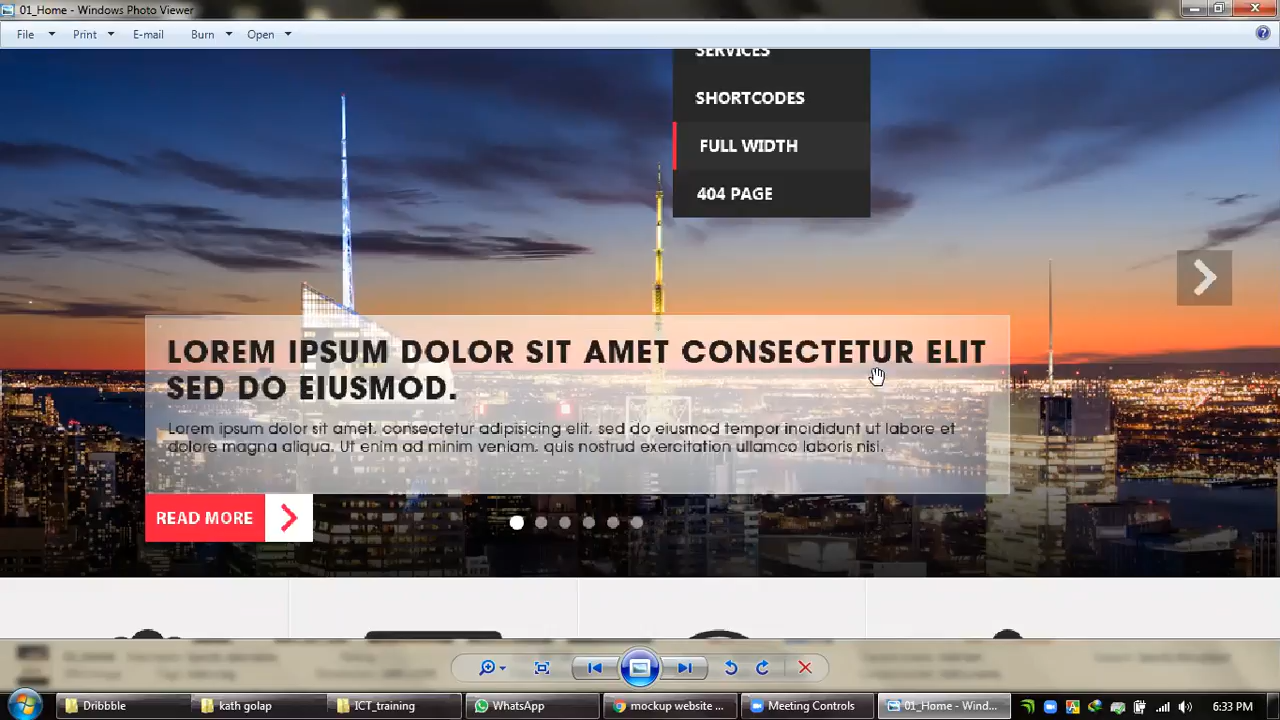 01_Home - Windows Photo Viewer
File Print E-mail Burn Open
SERVICES
SHORTCODES
FULL WIDTH
404 PAGE
LOREM IPSUM DOLOR SIT AMET CONSECTETUR ELIT
SED DO EIUSMOD.
Lorem ipsum dolor sit amet, consectetur adipisicing elit, sed do eiusmod tempor incididunt ut labore et
dolore magna aliqua. Ut enim ad minim veniam, quis nostrud exercitation ullamco laboris nisi.
READ MORE
Dribbble kath golap ICT_training WhatsApp mockup website ... Meeting Controls 01_Home - Wind... 6:33 PM